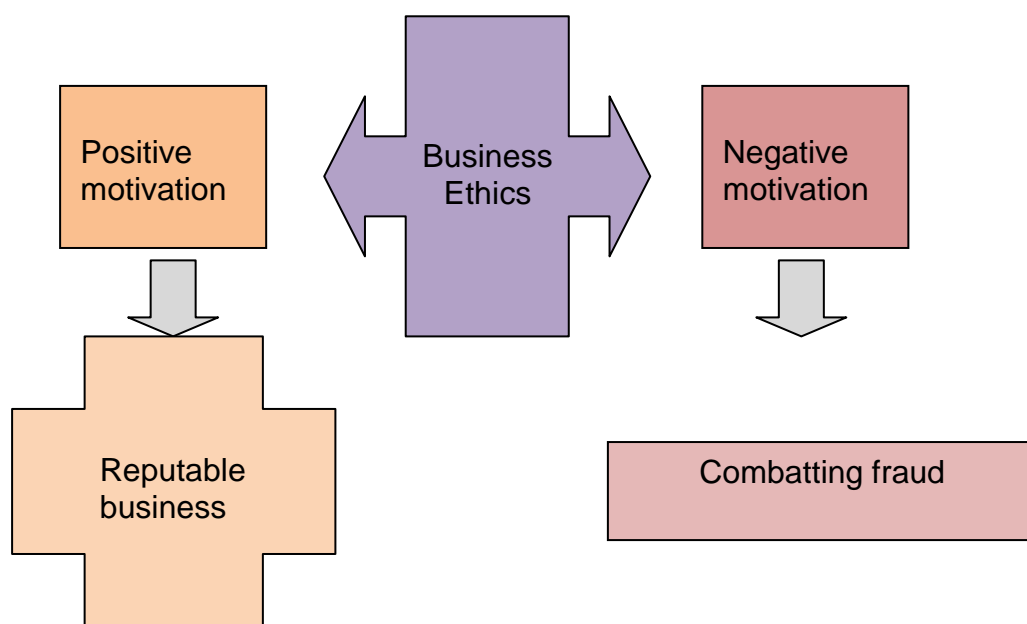 Positive
motivation
Business
Ethics
Negative
motivation
Reputable
business
Combatting fraud